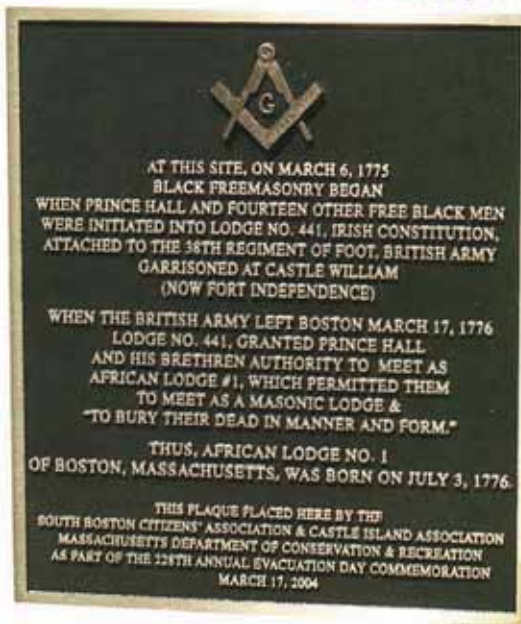 G
AT THIS SITE, ON MARCH 6, 1775
BLACK FREEMASONRY BEGAN
WHEN PRINCE HALL AND FOURTEEN OTHER FREE BLACK MEN
WERE INITIATED INTO LODGE NO. 441, IRISH CONSTITUTION,
ATTACHED TO THE 38TH REGIMENT OF FOOT, BRITISH ARMY
GARRISONED AT CASTLE WILLIAM
(NOW FORT INDEPENDENCE)
WHEN THE BRITISH ARMY LEFT BOSTON MARCH 17, 1776
LODGE NO. 441, GRANTED PRINCE HALL
AND HIS BRETHREN AUTHORITY TO MEET AS
AFRICAN LODGE #1, WHICH PERMITTED THEM
TO MEET AS A MASONIC LODGE &
"TO BURY THEIR DEAD IN MANNER AND FORM."
THUS, AFRICAN LODGE NO. 1
OF BOSTON, MASSACHUSETTS, WAS BORN ON JULY 3, 1776.
THIS PLAQUE PLACED HERE BY THE
SOUTH BOSTON CITIZENS' ASSOCIATION & CASTLE ISLAND ASSOCIATION
MASSACHUSETTS DEPARTMENT OF CONSERVATION & RECREATION
AS PART OF THE 228TH ANNUAL EVACUATION DAY COMMEMORATION
MARCH 17, 2004